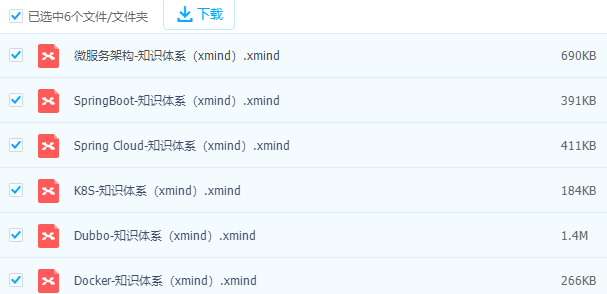 已选中6个文件/文件夹 下载
微服务架构-知识体系（xmind）.xmind 690KB
SpringBoot-知识体系（xmind）.xmind 391KB
Spring Cloud-知识体系（xmind）.xmind 411KB
K8S-知识体系（xmind）.xmind 184KB
Dubbo-知识体系（xmind）.xmind 1.4M
Docker-知识体系（xmind）.xmind 266KB